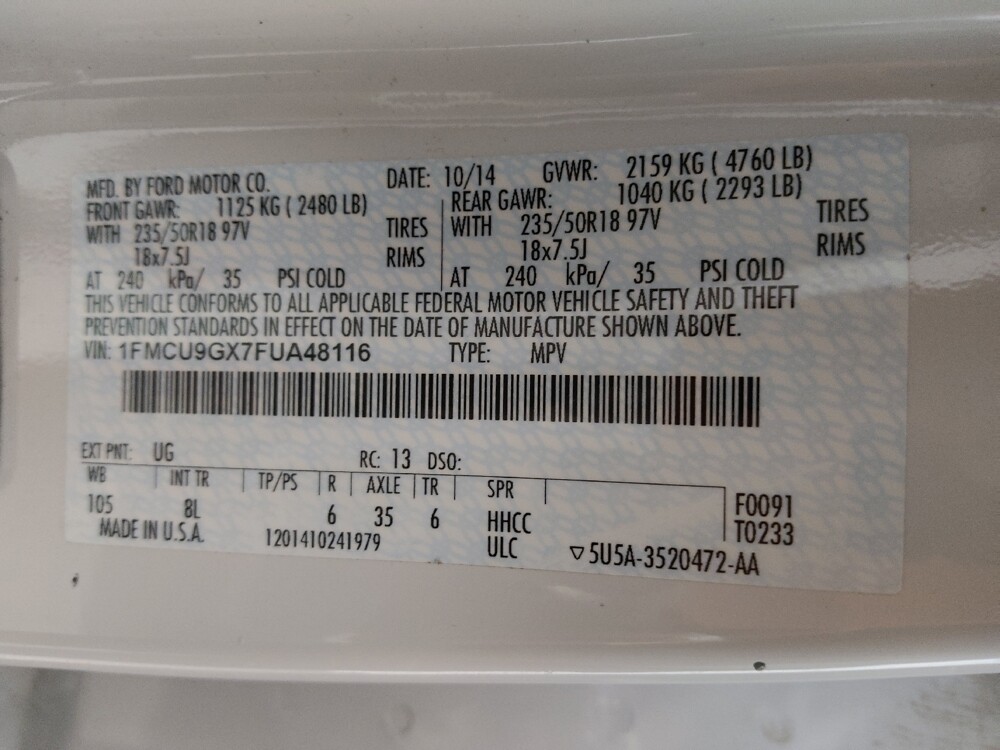 MFD. BY FORD MOTOR CO. DATE: 10/14 GVWR: 2159 KG ( 4760 LB)
FRONT GAWR: 1125 KG ( 2480 LB) REAR GAWR: 1040 KG ( 2293 LB)
WITH 235/50R18 97V TIRES WITH 235/50R18 97V TIRES
18x7.5J RIMS 18x7.5J RIMS
AT 240 kPa/ 35 PSI COLD AT 240 kPa/ 35 PSI COLD
THIS VEHICLE CONFORMS TO ALL APPLICABLE FEDERAL MOTOR VEHICLE SAFETY AND THEFT
PREVENTION STANDARDS IN EFFECT ON THE DATE OF MANUFACTURE SHOWN ABOVE.
VIN: 1FMCU9GX7FUA48116 TYPE: MPV
EXT PNT: UG RC: 13 DSO:
WB INT TR TP/PS R AXLE TR SPR
105 8L 6 35 6 HHCC F0091
MADE IN U.S.A. 1201410241979 ULC T0233
▽5U5A-3520472-AA